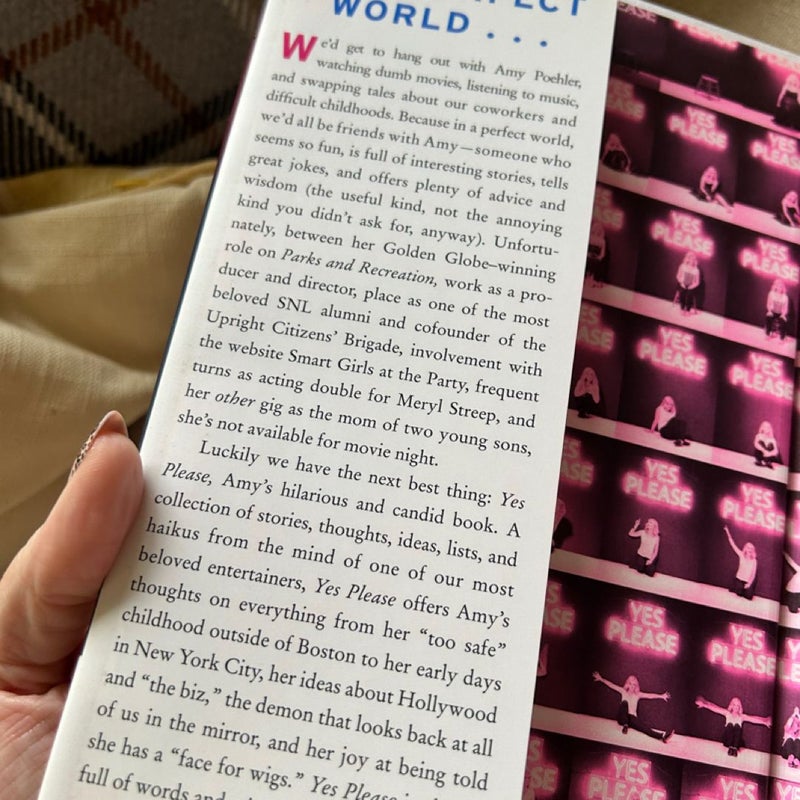 WORLD . . .
We'd get to hang out with Amy Poehler,
watching dumb movies, listening to music,
and swapping tales about our coworkers and
difficult childhoods. Because in a perfect world,
we'd all be friends with Amy—someone who
seems so fun, is full of interesting stories, tells
great jokes, and offers plenty of advice and
wisdom (the useful kind, not the annoying
kind you didn't ask for, anyway). Unfortu-
nately, between her Golden Globe–winning
role on Parks and Recreation, work as a pro-
ducer and director, place as one of the most
beloved SNL alumni and cofounder of the
Upright Citizens' Brigade, involvement with
the website Smart Girls at the Party, frequent
turns as acting double for Meryl Streep, and
her other gig as the mom of two young sons,
she's not available for movie night.
Luckily we have the next best thing: Yes
Please, Amy's hilarious and candid book. A
collection of stories, thoughts, ideas, lists, and
haikus from the mind of one of our most
beloved entertainers, Yes Please offers Amy's
thoughts on everything from her "too safe"
childhood outside of Boston to her early days
in New York City, her ideas about Hollywood
and "the biz," the demon that looks back at all
of us in the mirror, and her joy at being told
she has a "face for wigs." Yes Please
full of words and
YES
PLEASE
YES
PLEASE
YES
PLEASE
YES
PLEASE
YES
PLEASE
YES
PLEASE
YES
PLEASE
YES
PLEASE
YES
PLEASE
YES
PLEASE
YES
PLEASE